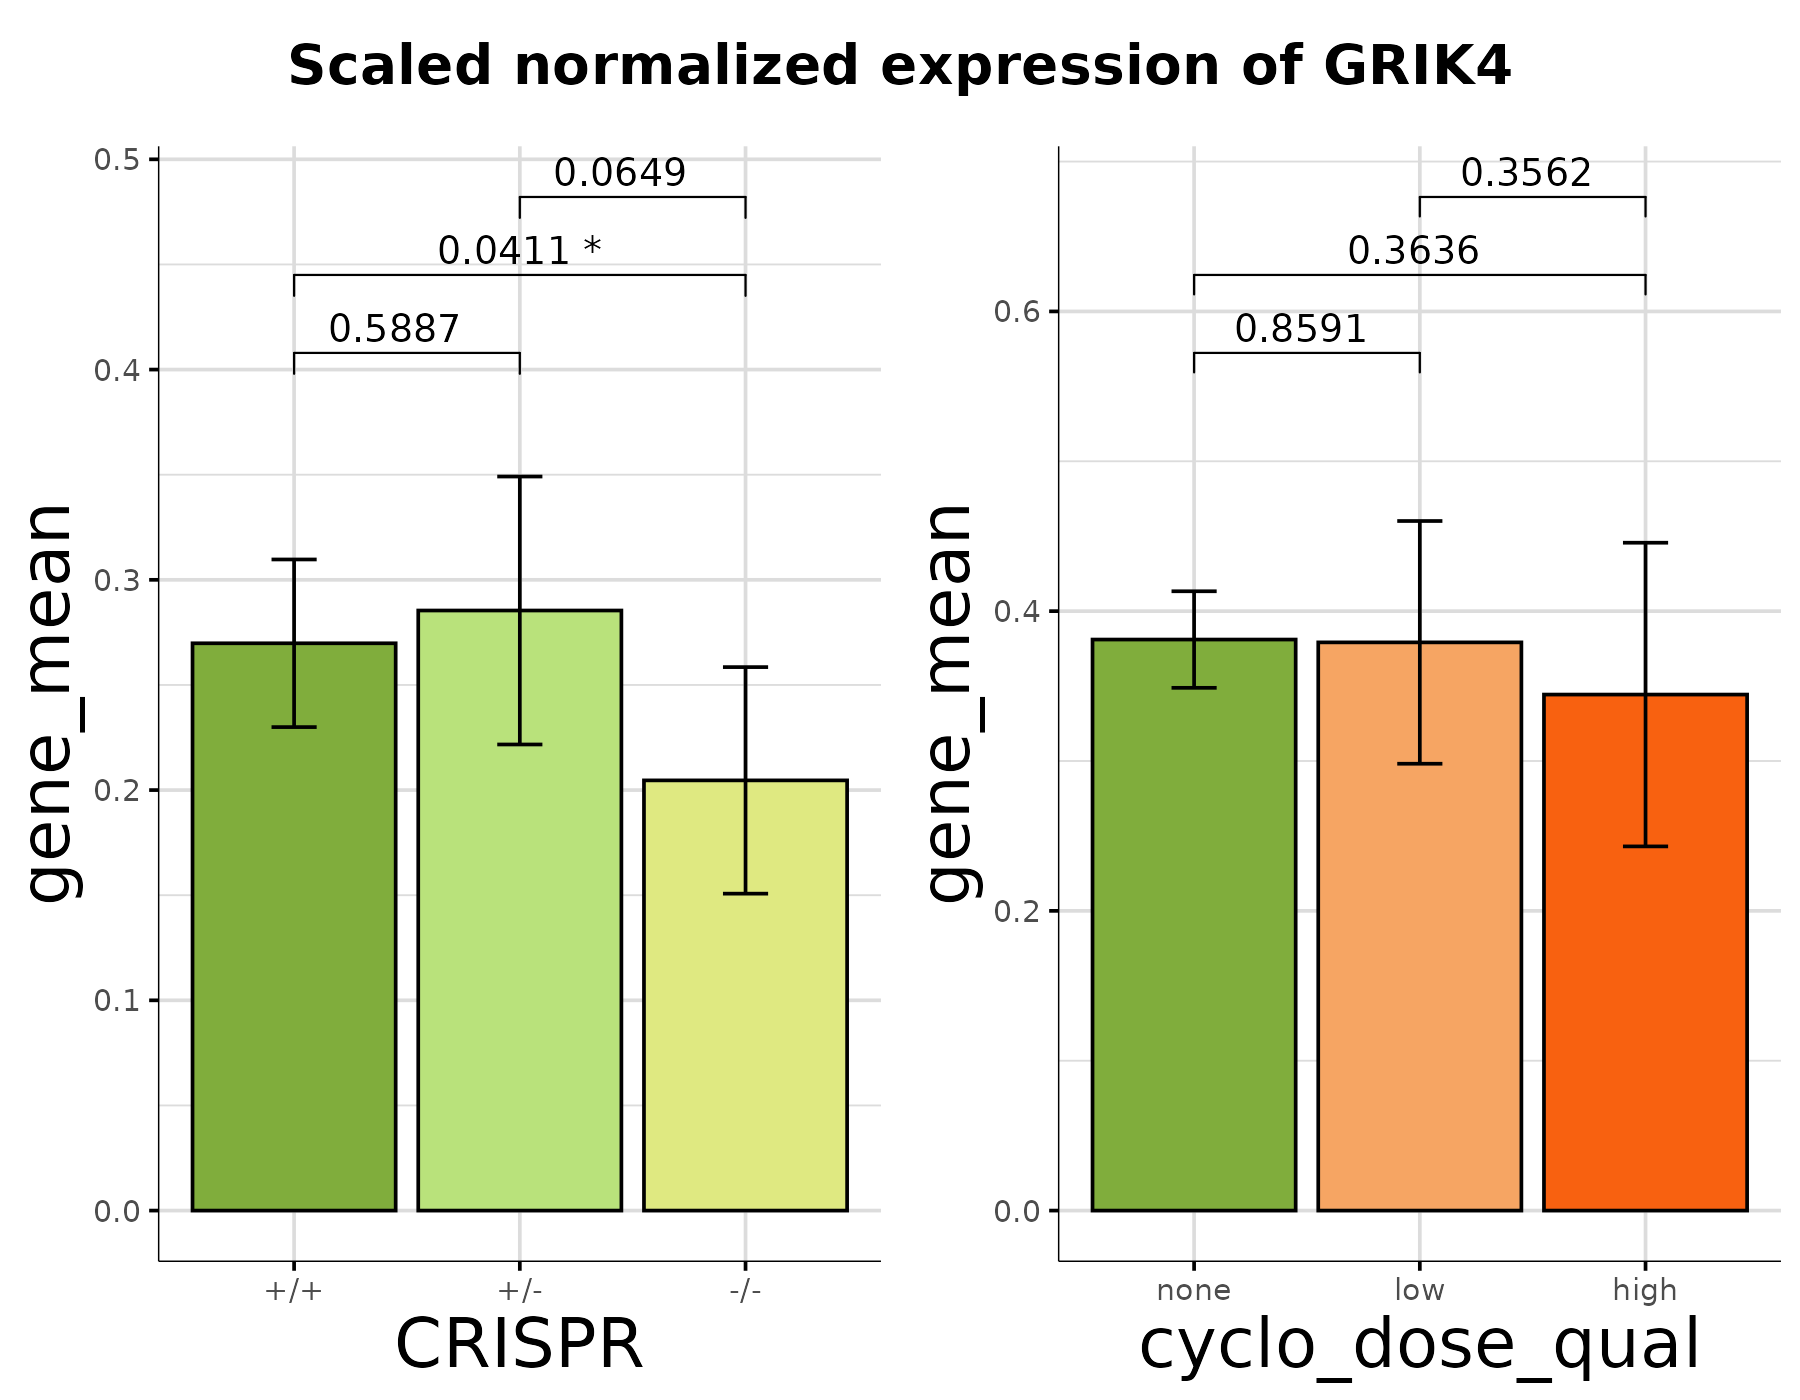 Scaled normalized expression of GRIK4
gene_mean
0.5
0.4
0.3
0.2
0.1
0.0
0.0649
0.0411 *
0.5887
+/+
+/-
-/-
CRISPR
gene_mean
0.6
0.4
0.2
0.0
0.3562
0.3636
0.8591
none
low
high
cyclo_dose_qual